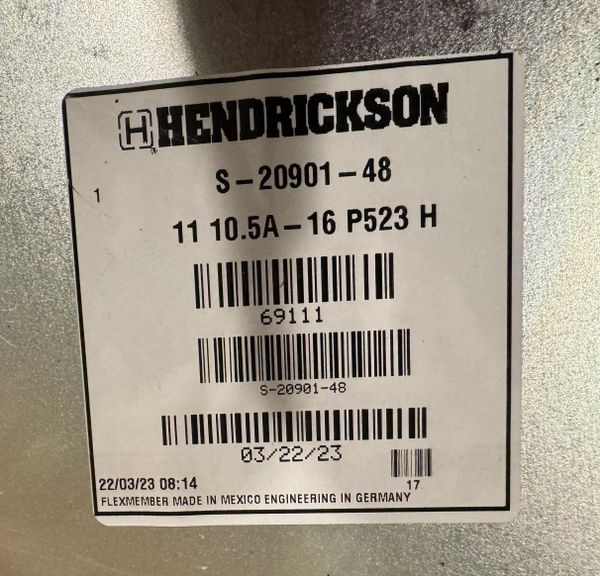 H HENDRICKSON
1
S-20901-48
11 10.5A-16 P523 H
69111
S-20901-48
03/22/23
22/03/23 08:14
17
FLEXMEMBER MADE IN MEXICO ENGINEERING IN GERMANY